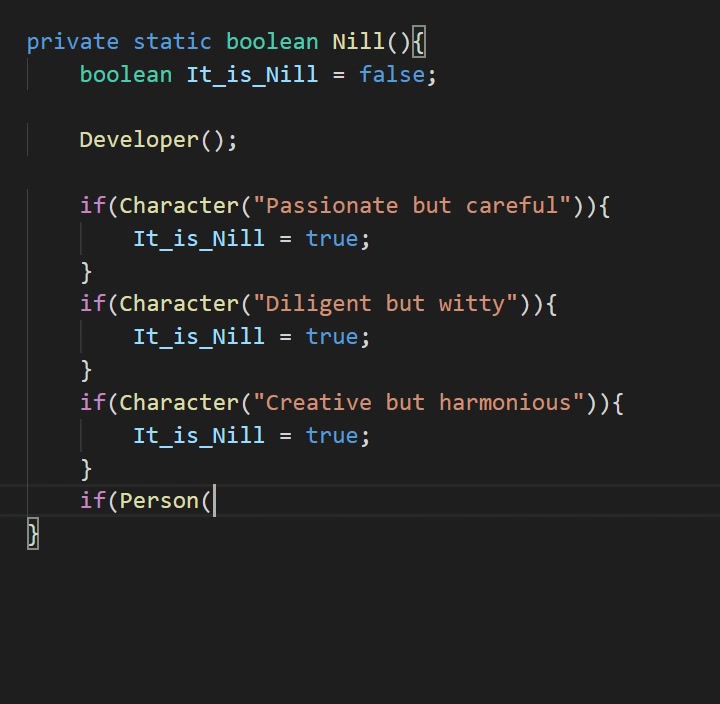 private static boolean Nill(){
boolean It_is_Nill = false;
Developer();
if(Character("Passionate but careful")){
It_is_Nill = true;
}
if(Character("Diligent but witty")){
It_is_Nill = true;
}
if(Character("Creative but harmonious")){
It_is_Nill = true;
}
if(Person(
}